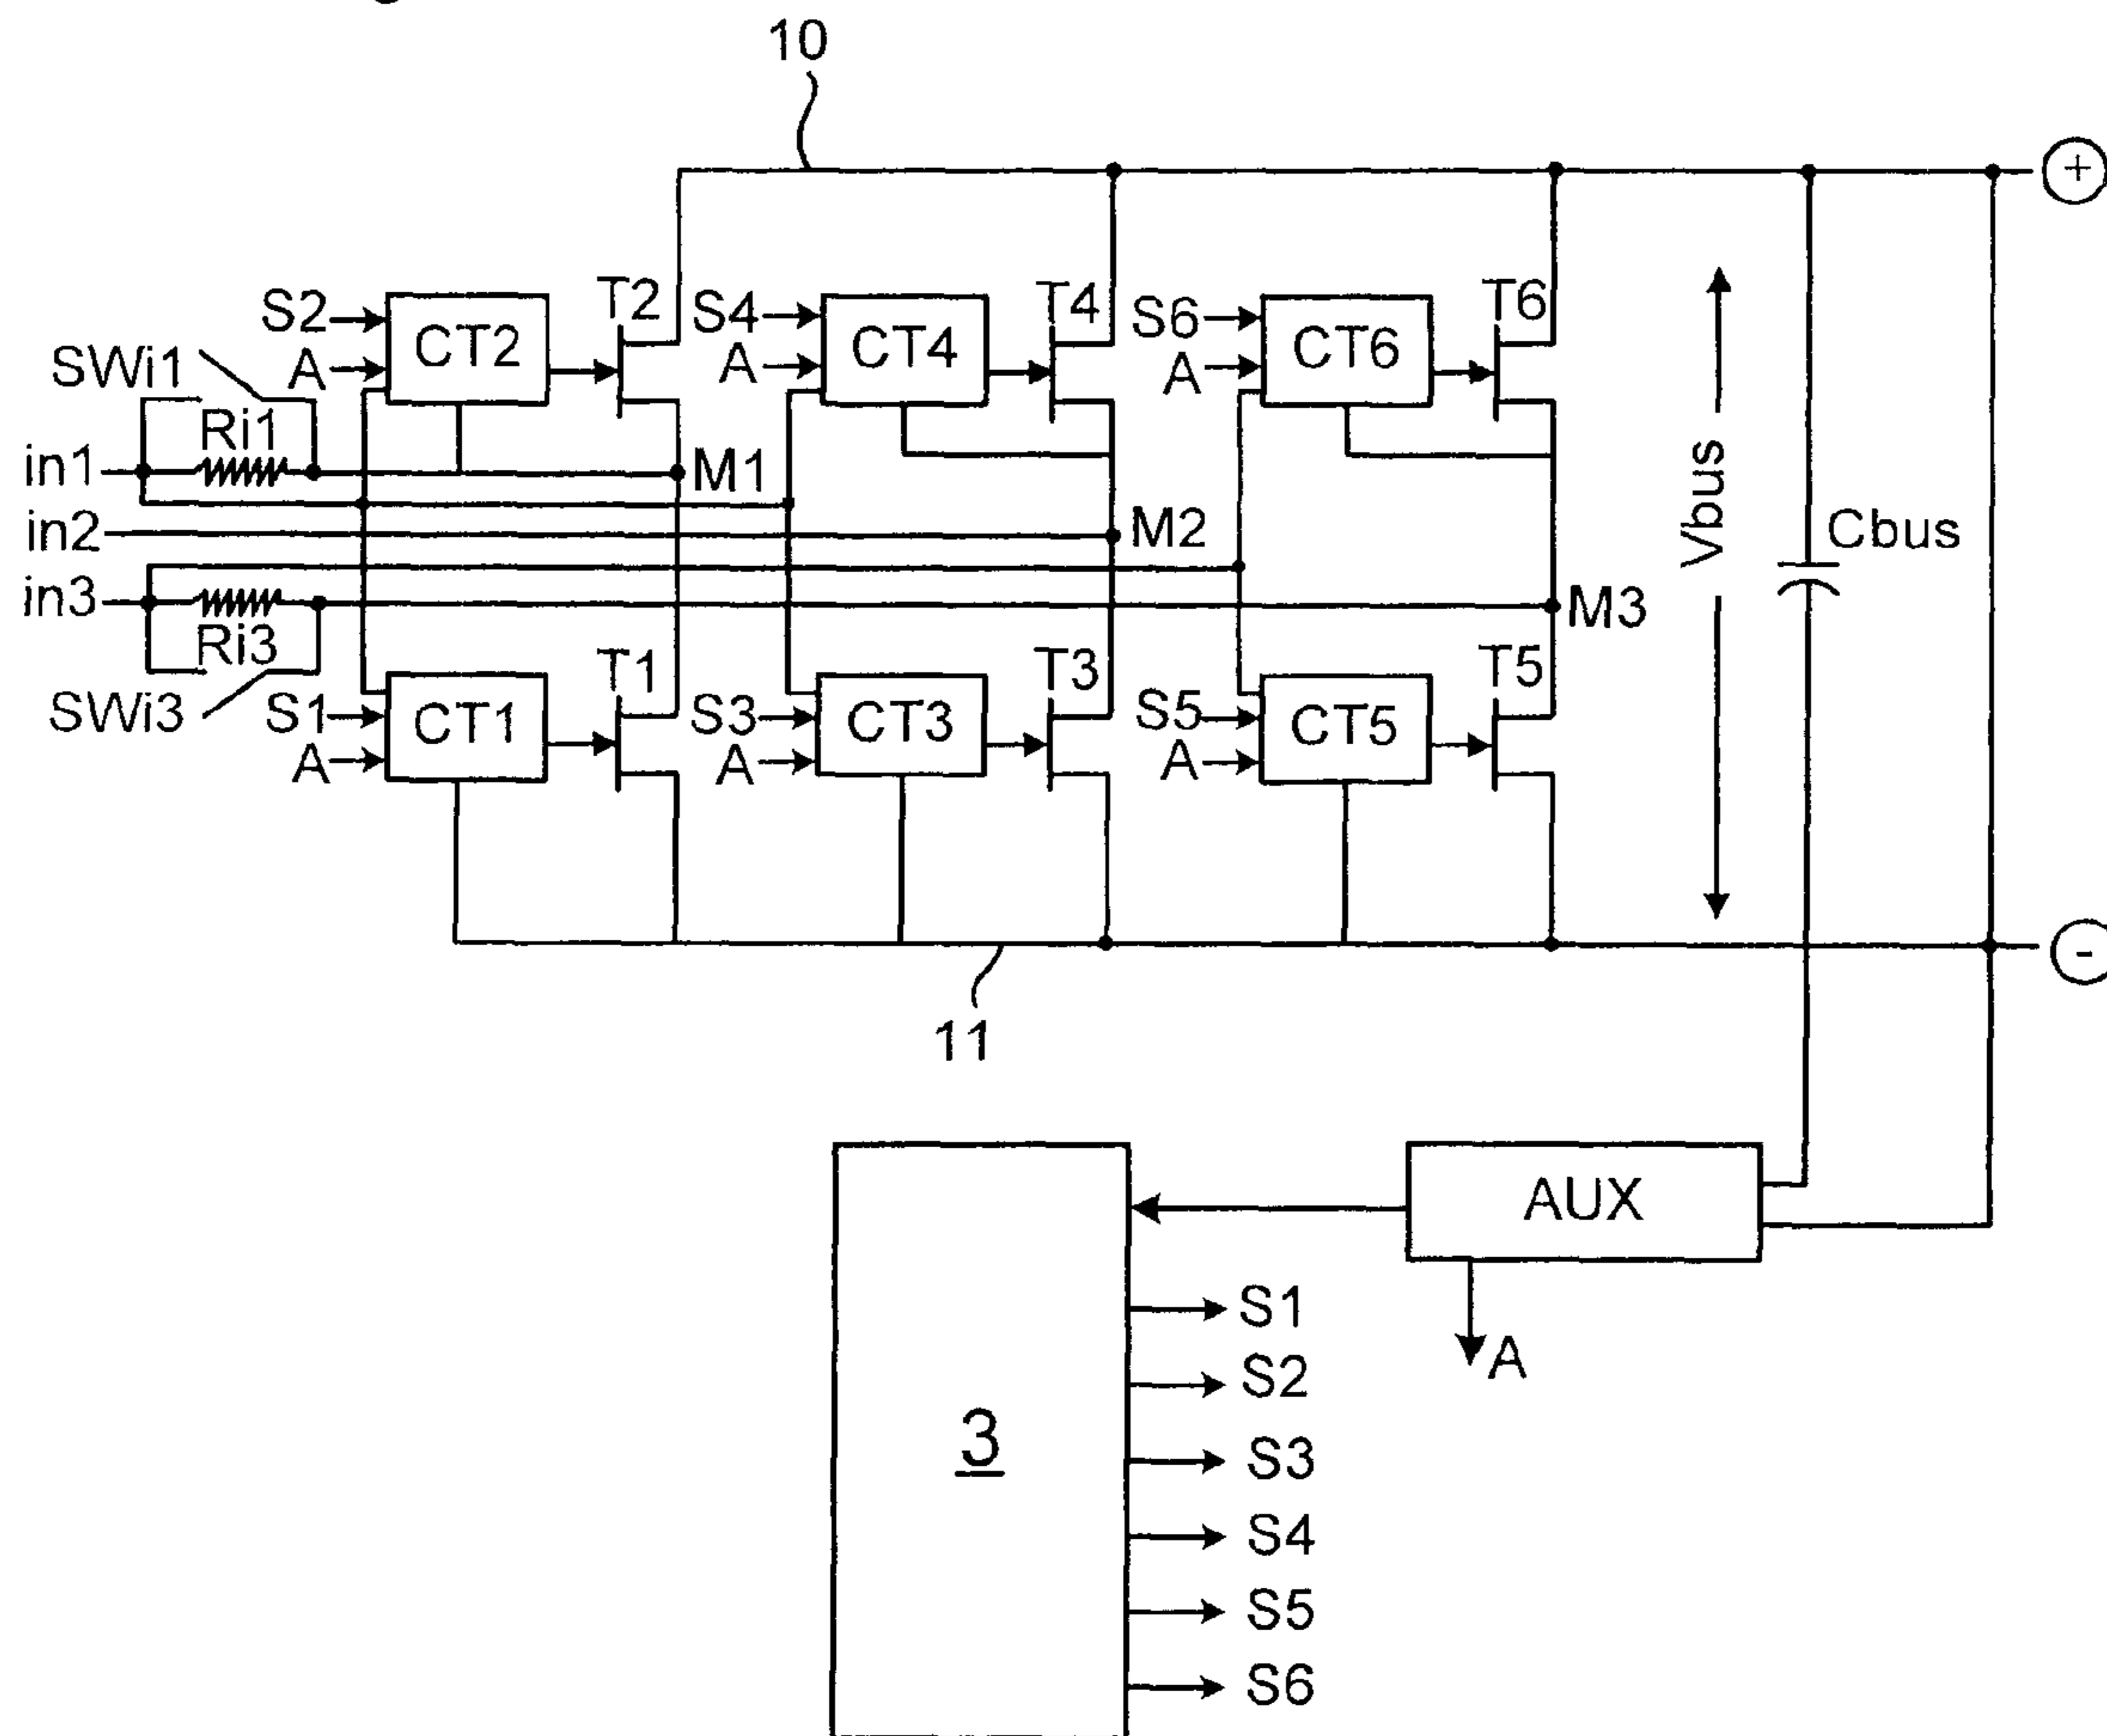 10
+
S2
A
CT2
T2
S4
A
CT4
T4
S6
A
CT6
T6
SWi1
Ri1
in1
M1
in2
M2
in3
Ri3
M3
SWi3
Vbus
Cbus
S1
A
CT1
T1
S3
A
CT3
T3
S5
A
CT5
T5
-
11
3
AUX
A
S1
S2
S3
S4
S5
S6